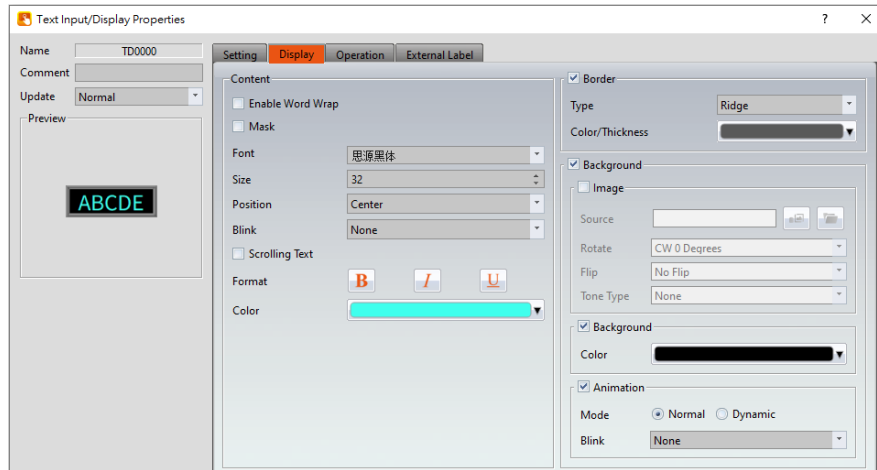 Text Input/Display Properties
?
Name TD0000
Comment
Update Normal
Preview
ABCDE
Setting Display Operation External Label
Content
Enable Word Wrap
Mask
Font 思源黑体
Size 32
Position Center
Blink None
Scrolling Text
Format B I U
Color
Border
Type Ridge
Color/Thickness
Background
Image
Source
Rotate CW 0 Degrees
Flip No Flip
Tone Type None
Background
Color
Animation
Mode Normal Dynamic
Blink None